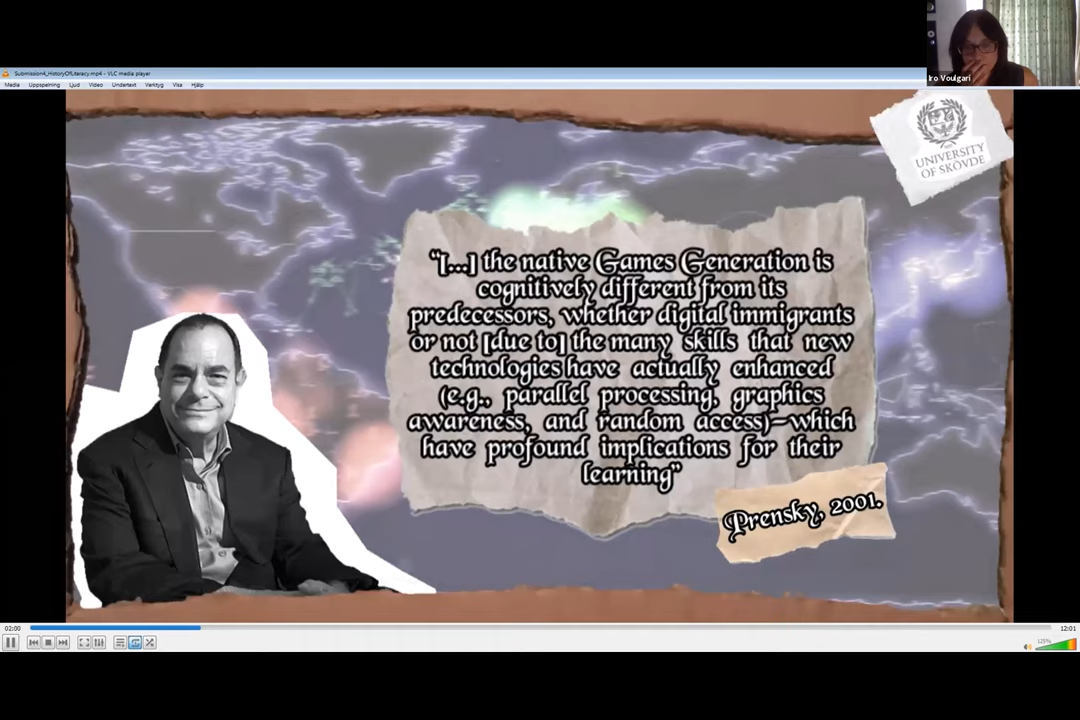 Iro Voulgari
Submission4_HistoryOfLiteracy.mp4 - VLC media player
Media Uppspelning Ljud Video Undertext Verktyg Visa Hjälp
UNIVERSITY
OF SKÖVDE
“[...] the native Games Generation is
cognitively different from its
predecessors, whether digital immigrants
or not [due to] the many skills that new
technologies have actually enhanced
(e.g., parallel processing, graphics
awareness, and random access)—which
have profound implications for their
learning”
Prensky, 2001.
02:00
12:01
125%